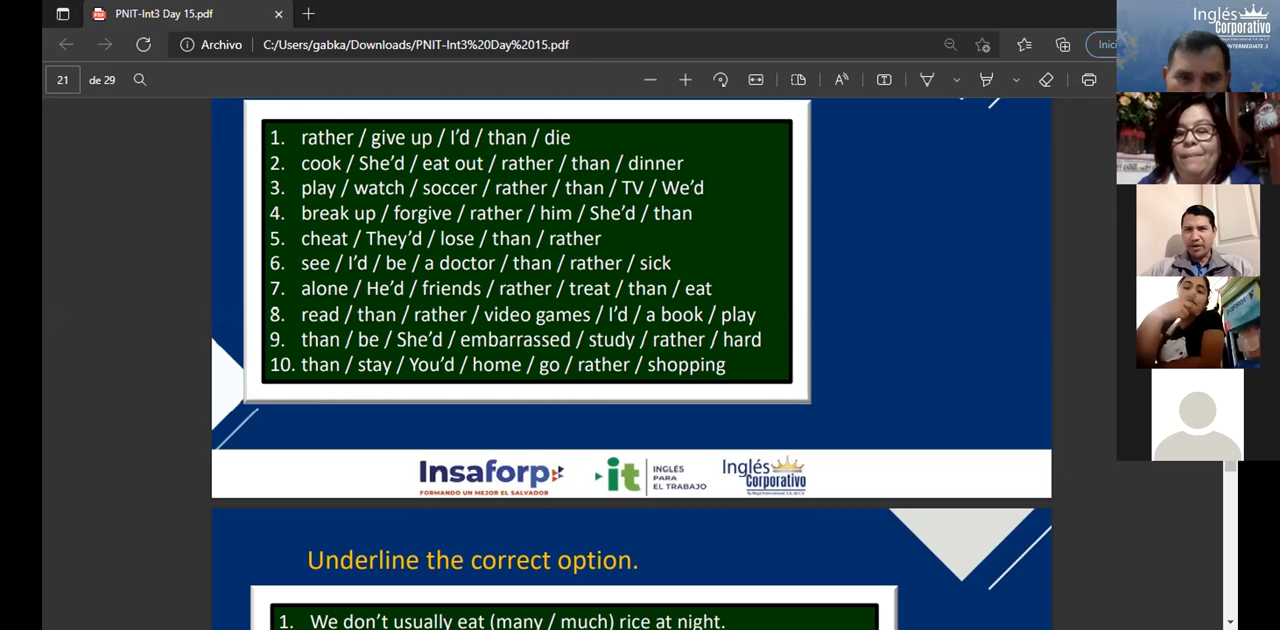 PNIT-Int3 Day 15.pdf
Archivo
C:/Users/gabka/Downloads/PNIT-Int3%20Day%2015.pdf
Inic
21 de 29
1. rather / give up / I'd / than / die
2. cook / She'd / eat out / rather / than / dinner
3. play / watch / soccer / rather / than / TV / We'd
4. break up / forgive / rather / him / She'd / than
5. cheat / They'd / lose / than / rather
6. see / I'd / be / a doctor / than / rather / sick
7. alone / He'd / friends / rather / treat / than / eat
8. read / than / rather / video games / I'd / a book / play
9. than / be / She'd / embarrassed / study / rather / hard
10. than / stay / You'd / home / go / rather / shopping
Insaforp
FORMANDO UN MEJOR EL SALVADOR
it
INGLÉS
PARA
EL TRABAJO
Inglés
Corporativo
Underline the correct option.
1. We don't usually eat (many / much) rice at night.
Inglés
Corporativo
INTERMEDIATE 3